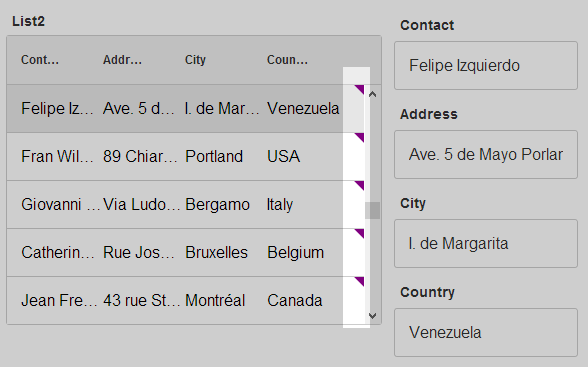 List2
Cont... Addr... City Coun...
Felipe Iz... Ave. 5 d... I. de Mar... Venezuela
Fran Wil... 89 Chiar... Portland USA
Giovanni ... Via Ludo... Bergamo Italy
Catherin... Rue Jos... Bruxelles Belgium
Jean Fre... 43 rue St... Montréal Canada
Contact
Felipe Izquierdo
Address
Ave. 5 de Mayo Porlar
City
I. de Margarita
Country
Venezuela